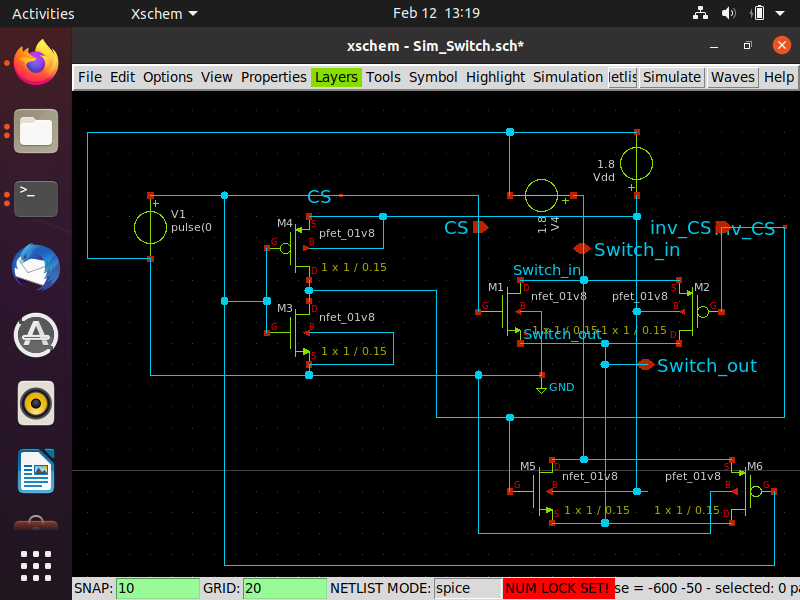 Activities Xschem Feb 12 13:19
xschem - Sim_Switch.sch*
File Edit Options View Properties Layers Tools Symbol Highlight Simulation etlis Simulate Waves Help
1.8
Vdd
+
CS
+
V1
pulse(0
1.8
V4
+
M4
S
G
B
pfet_01v8
D
1 x 1 / 0.15
CS
inv_CS
inv_CS
Switch_in
Switch_in
M3
D
nfet_01v8
G
B
S
1 x 1 / 0.15
M1
D
nfet_01v8
G
B
S
1 x 1 / 0.15
pfet_01v8
M2
S
B
G
D
1 x 1 / 0.15
Switch_out
Switch_out
GND
M5
D
nfet_01v8
G
B
S
1 x 1 / 0.15
pfet_01v8
M6
S
B
G
D
1 x 1 / 0.15
SNAP: 10 GRID: 20 NETLIST MODE: spice NUM LOCK SET! se = -600 -50 - selected: 0 pa